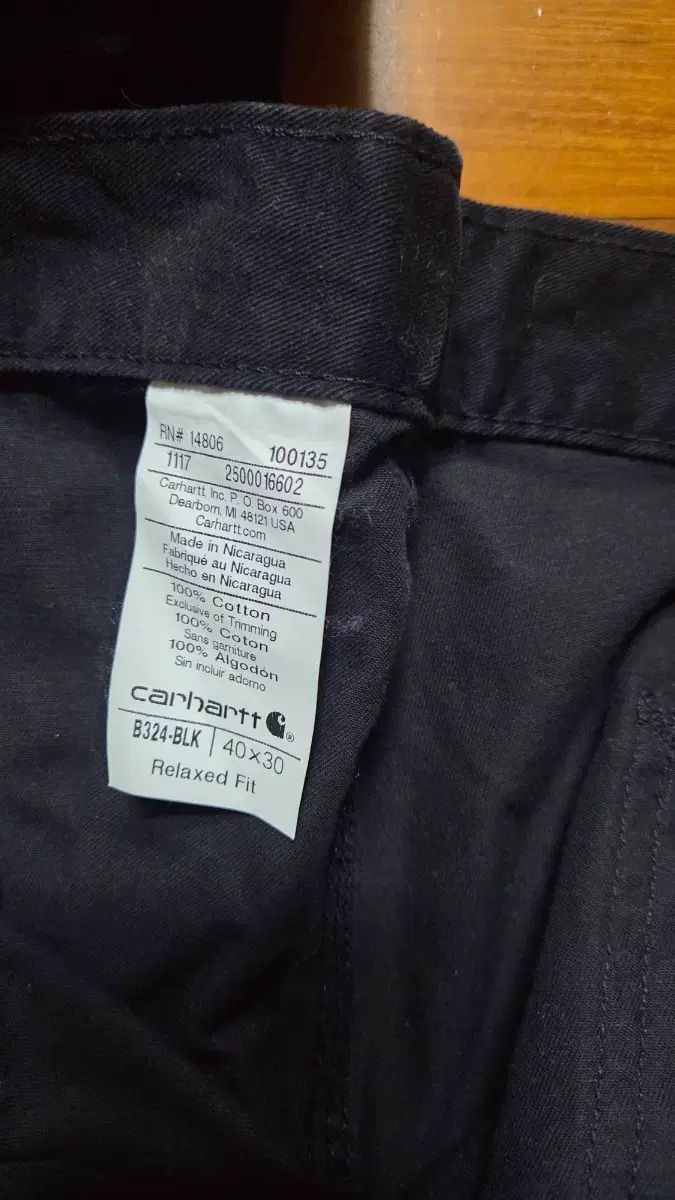 RN# 14806 100135
1117 2500016602
Carhartt, Inc. P. O. Box 600
Dearborn, MI 48121 USA
Carhartt.com
Made in Nicaragua
Fabriqué au Nicaragua
Hecho en Nicaragua
100% Cotton
Exclusive of Trimming
100% Coton
Sans garniture
100% Algodón
Sin incluir adorno
carhartt ®
B324-BLK | 40×30
Relaxed Fit